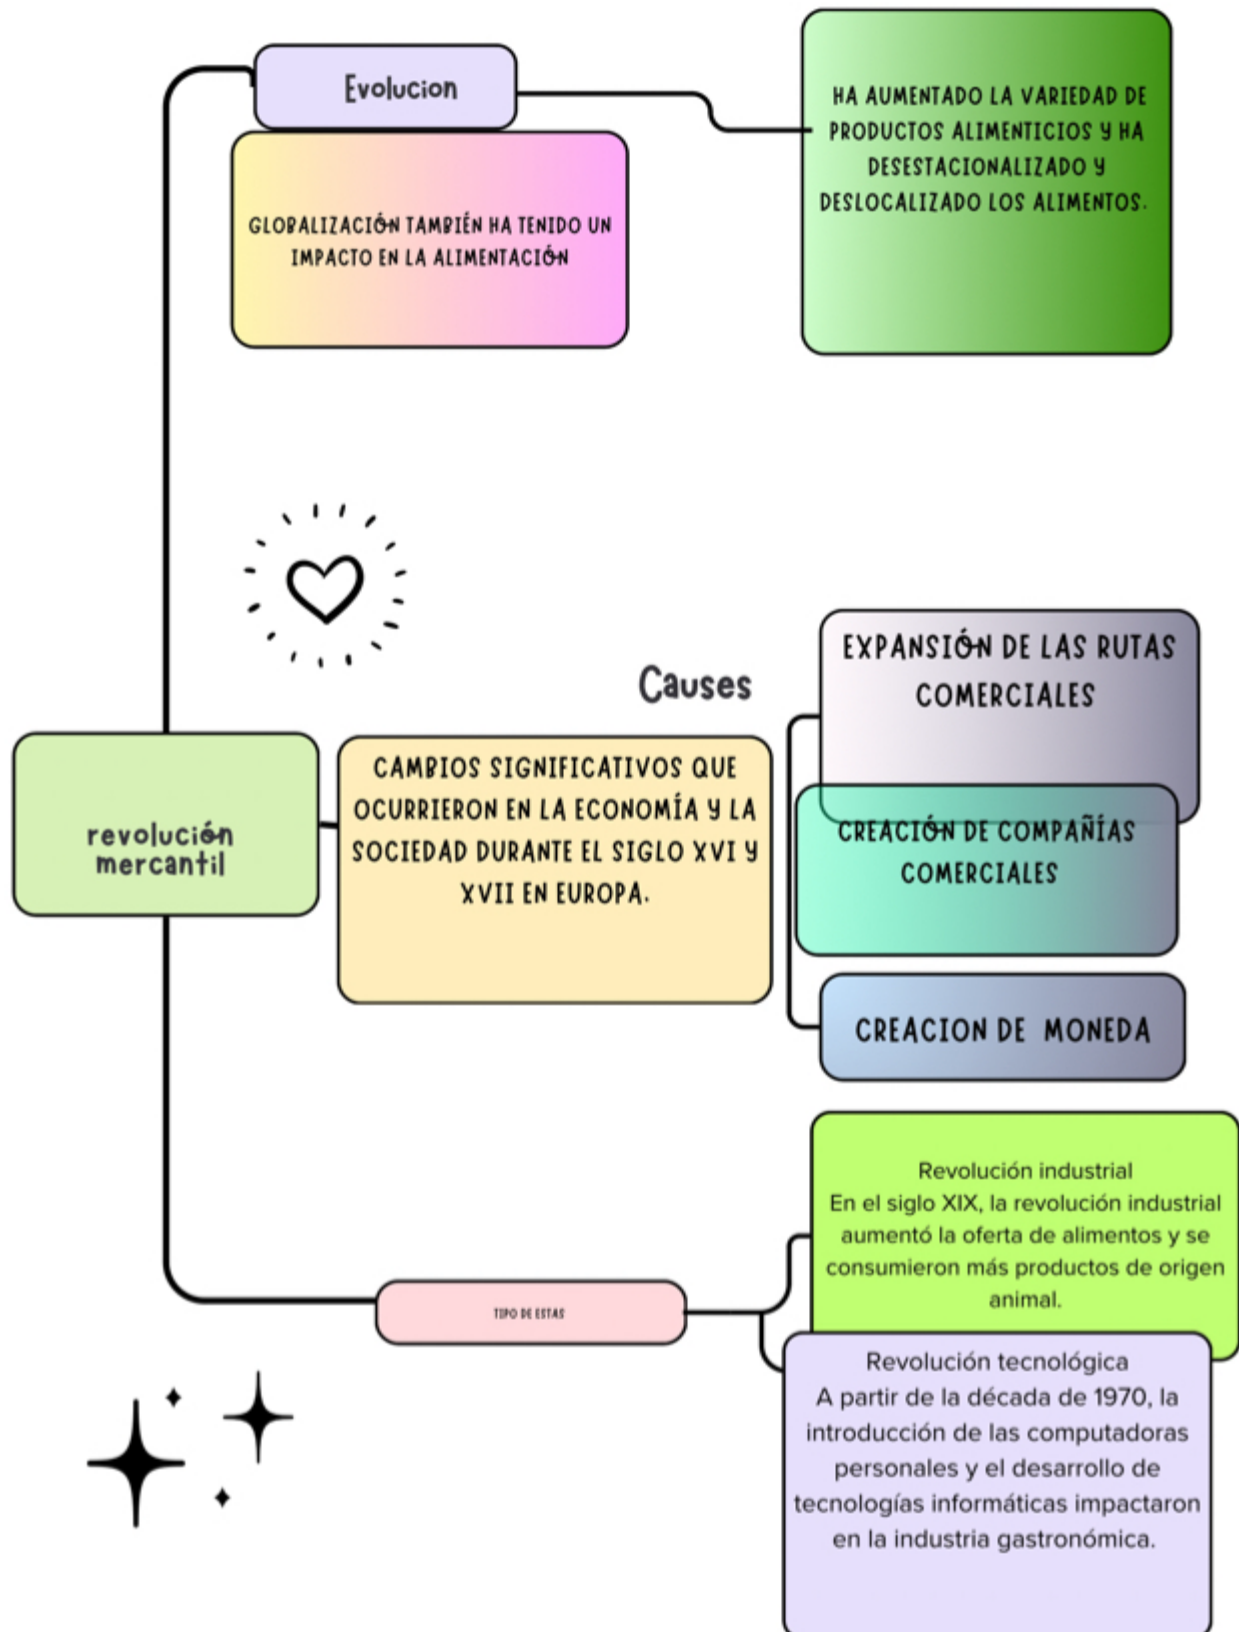 Evolucion
HA AUMENTADO LA VARIEDAD DE
PRODUCTOS ALIMENTICIOS Y HA
DESESTACIONALIZADO Y
DESLOCALIZADO LOS ALIMENTOS.
GLOBALIZACIÓN TAMBIÉN HA TENIDO UN
IMPACTO EN LA ALIMENTACIÓN
revolución
mercantil
CAMBIOS SIGNIFICATIVOS QUE
OCURRIERON EN LA ECONOMÍA Y LA
SOCIEDAD DURANTE EL SIGLO XVI Y
XVII EN EUROPA.
Causes
EXPANSIÓN DE LAS RUTAS
COMERCIALES
CREACIÓN DE COMPAÑÍAS
COMERCIALES
CREACION DE MONEDA
TIPO DE ESTAS
Revolución industrial
En el siglo XIX, la revolución industrial
aumentó la oferta de alimentos y se
consumieron más productos de origen
animal.
Revolución tecnológica
A partir de la década de 1970, la
introducción de las computadoras
personales y el desarrollo de
tecnologías informáticas impactaron
en la industria gastronómica.